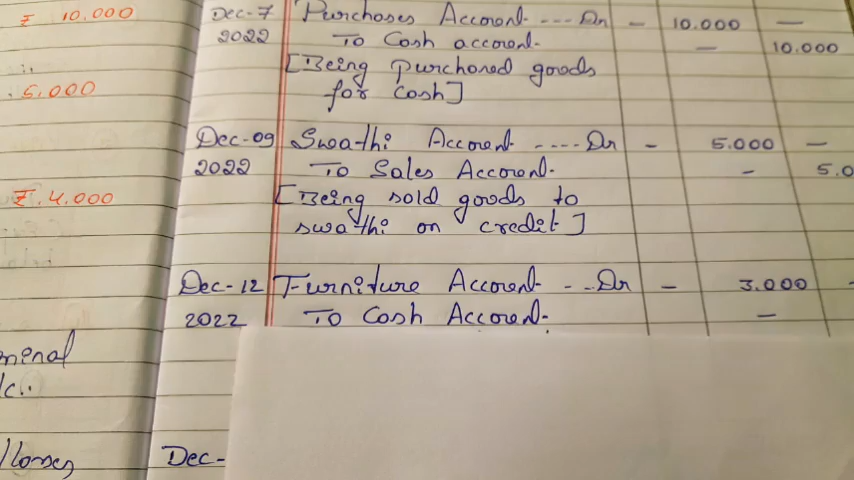 ₹ 10.000
5.000
₹ 4.000
menal
/c..
/losses
Dec-7 Purchases Account ---- Dr - 10.000 -
2022 To Cash account - - 10.000
[Being purchased goods
for cash]
Dec-09 Swathi Account ---- Dr - 5.000 -
2022 To Sales Account - - 5.0
[Being sold goods to
swathi on credit]
Dec-12 Furniture Account - -- Dr - 3.000 -
2022 To Cash Account - -
Dec-